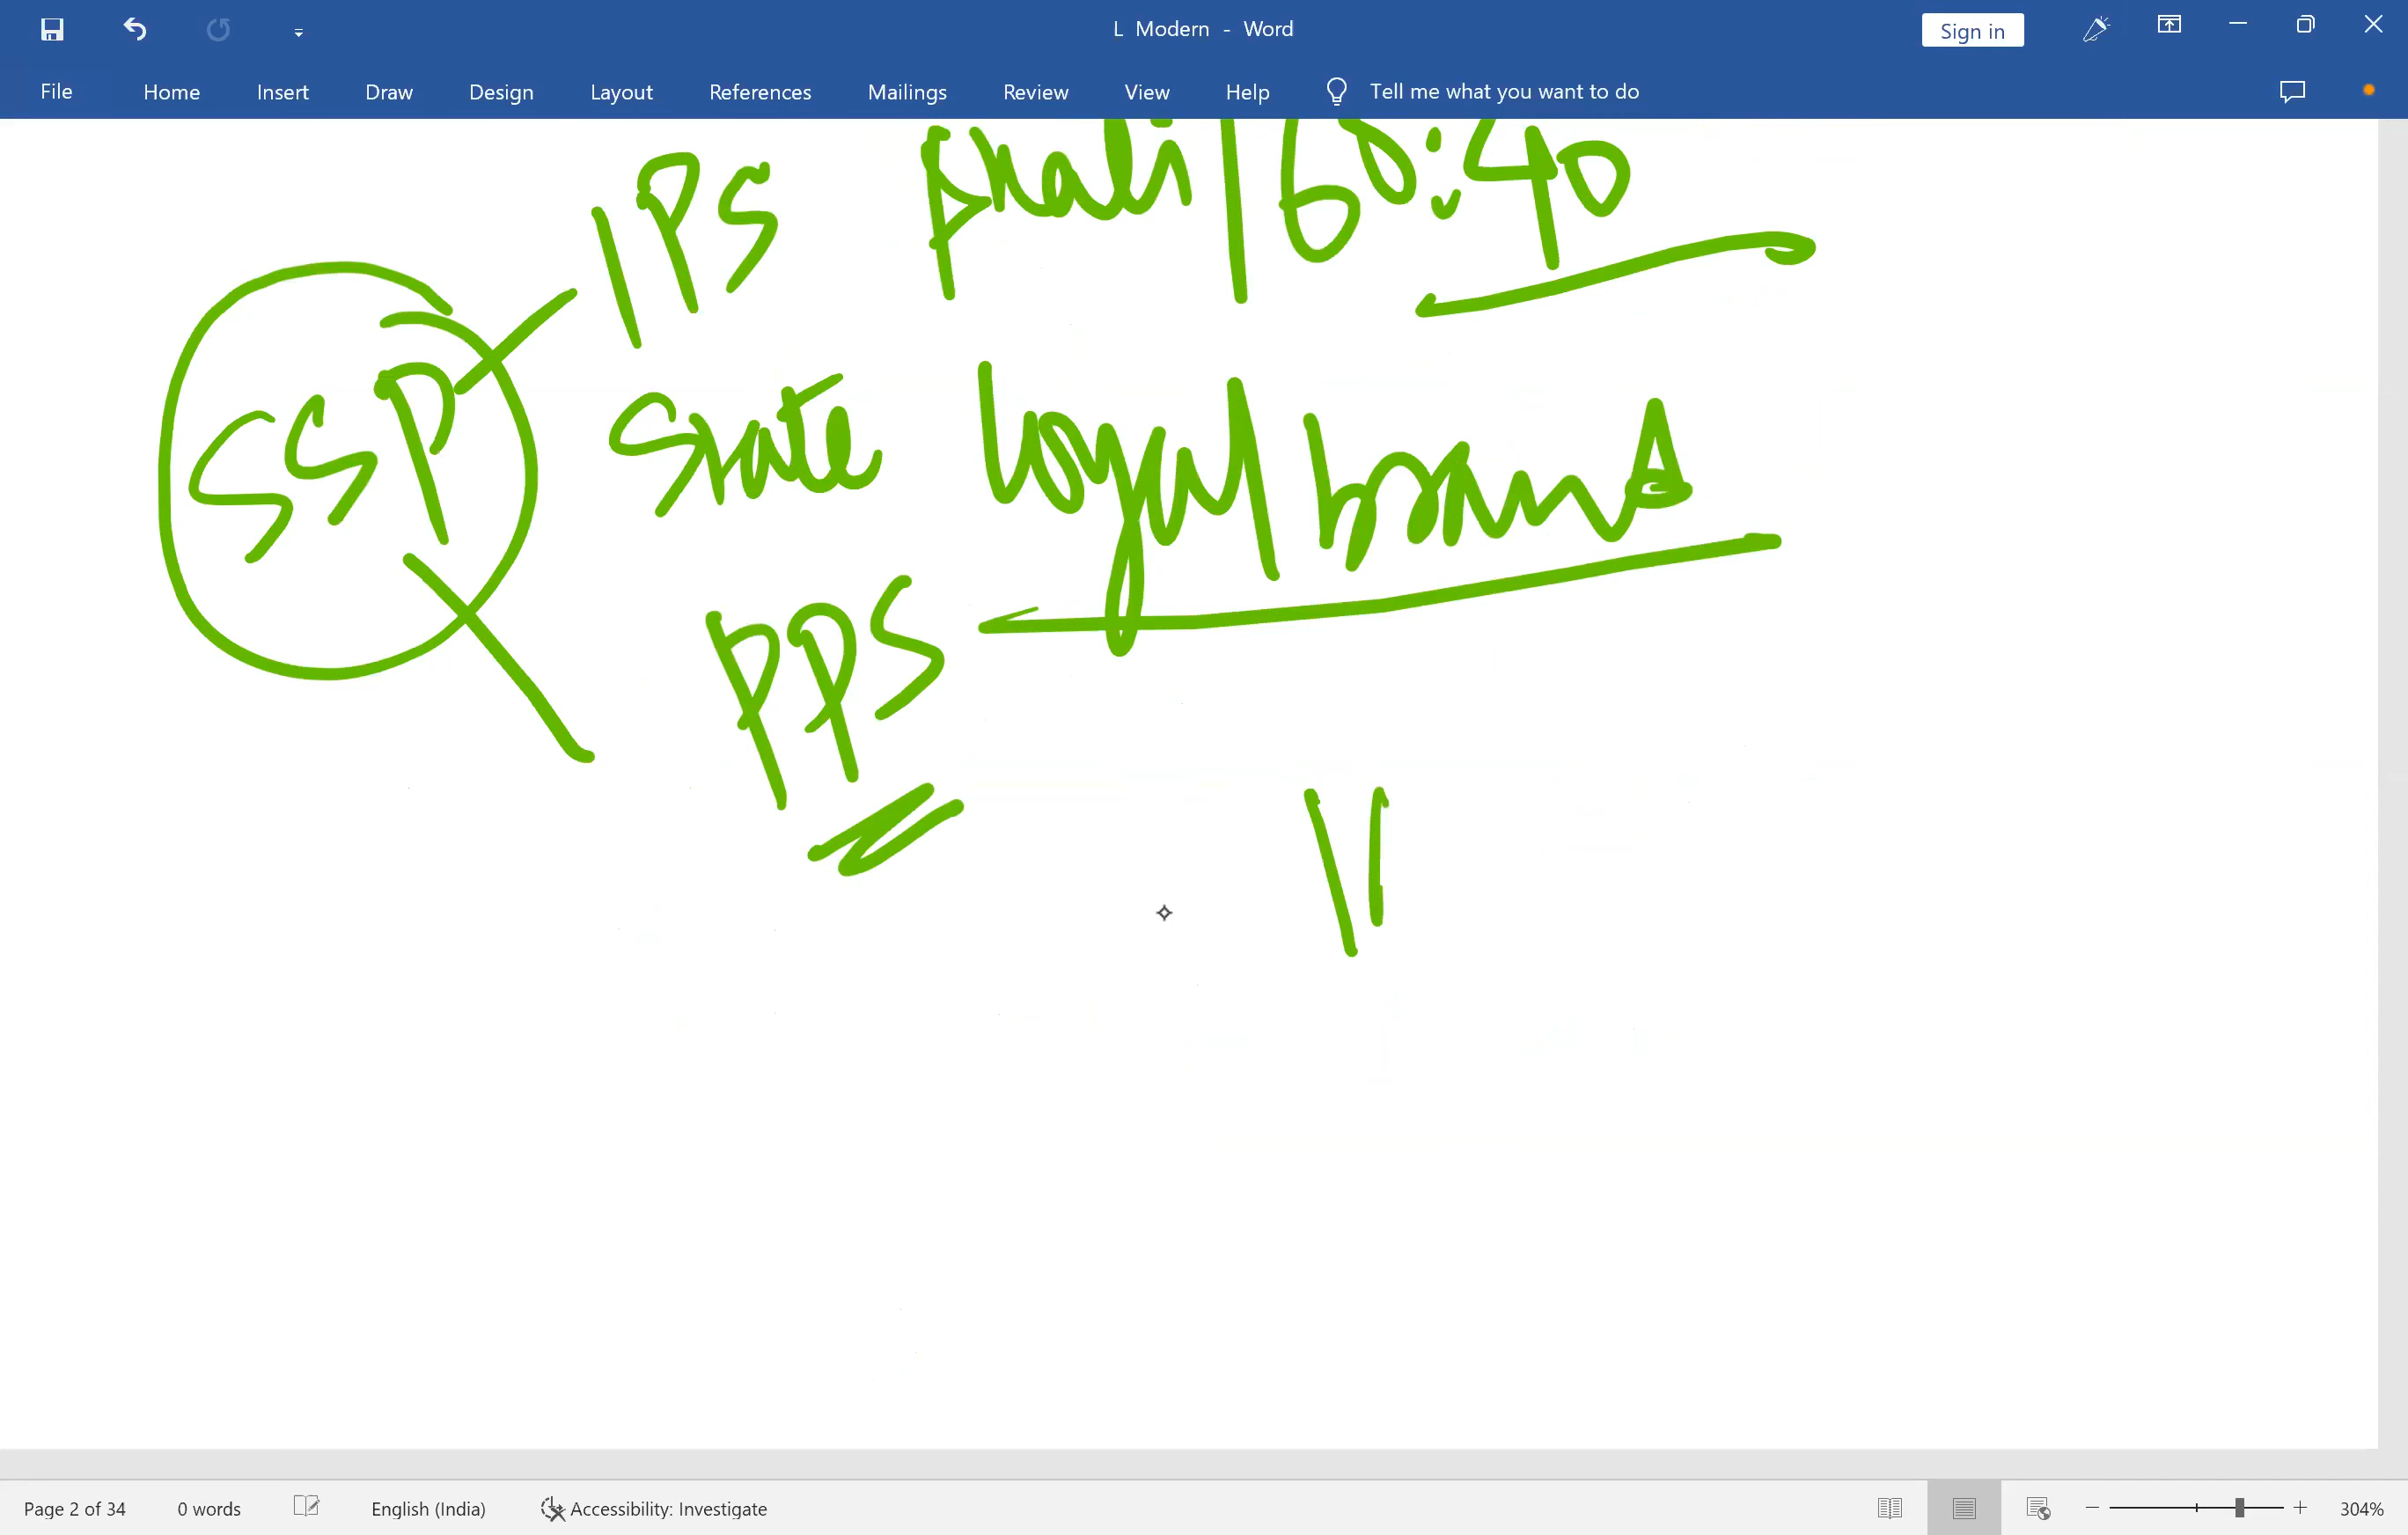 L Modern - Word
Sign in
File Home Insert Draw Design Layout References Mailings Review View Help Tell me what you want to do
IPS 60:40
SSP State loyal
PPS
Page 2 of 34 0 words English (India) Accessibility: Investigate 304%